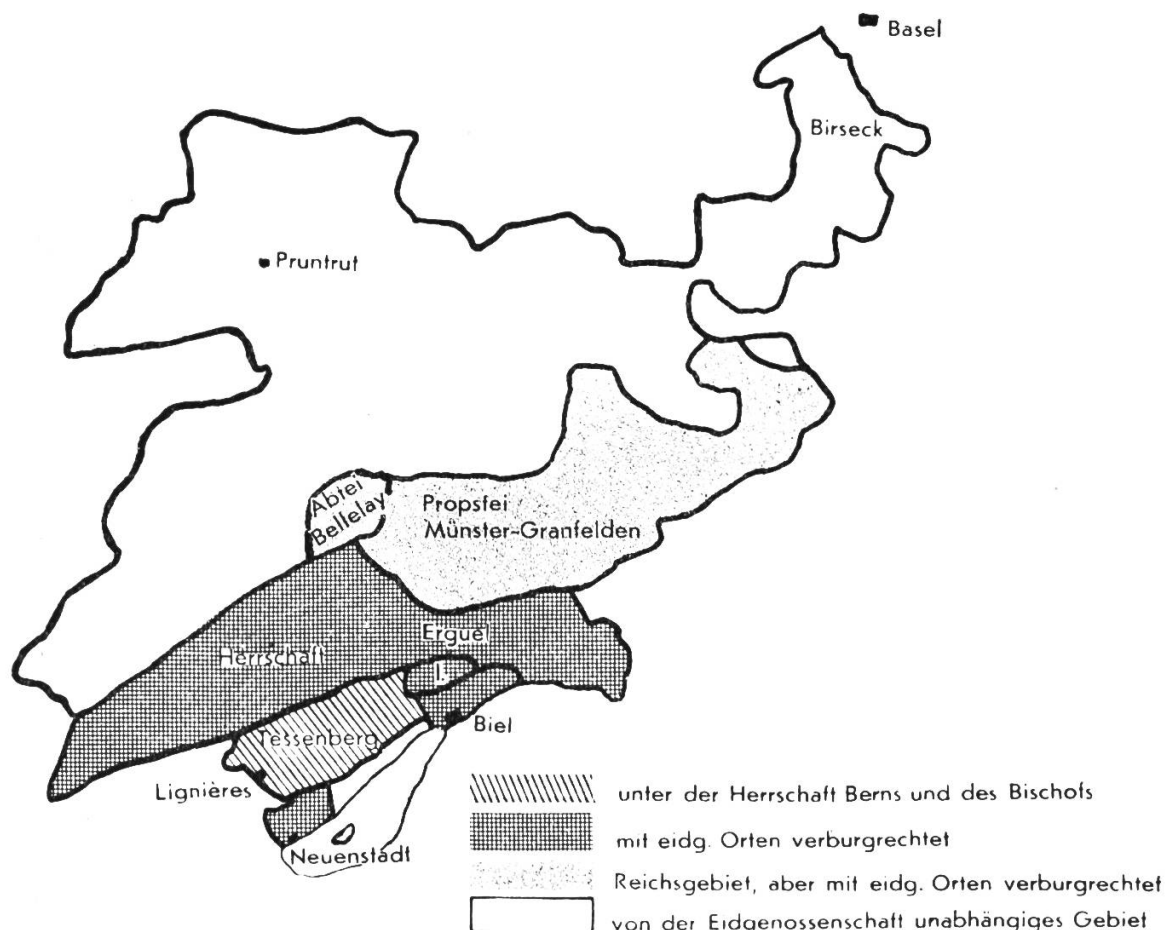 Basel
Birseck
Pruntrut
Abtei
Bellelay
Propstei
Münster-Granfelden
Erguel
Herrschaft
I.
Tessenberg
Biel
Lignières
Neuenstadt
unter der Herrschaft Berns und des Bischofs
mit eidg. Orten verburgrechtet
Reichsgebiet, aber mit eidg. Orten verburgrechtet
von der Eidgenossenschaft unabhängiges Gebiet